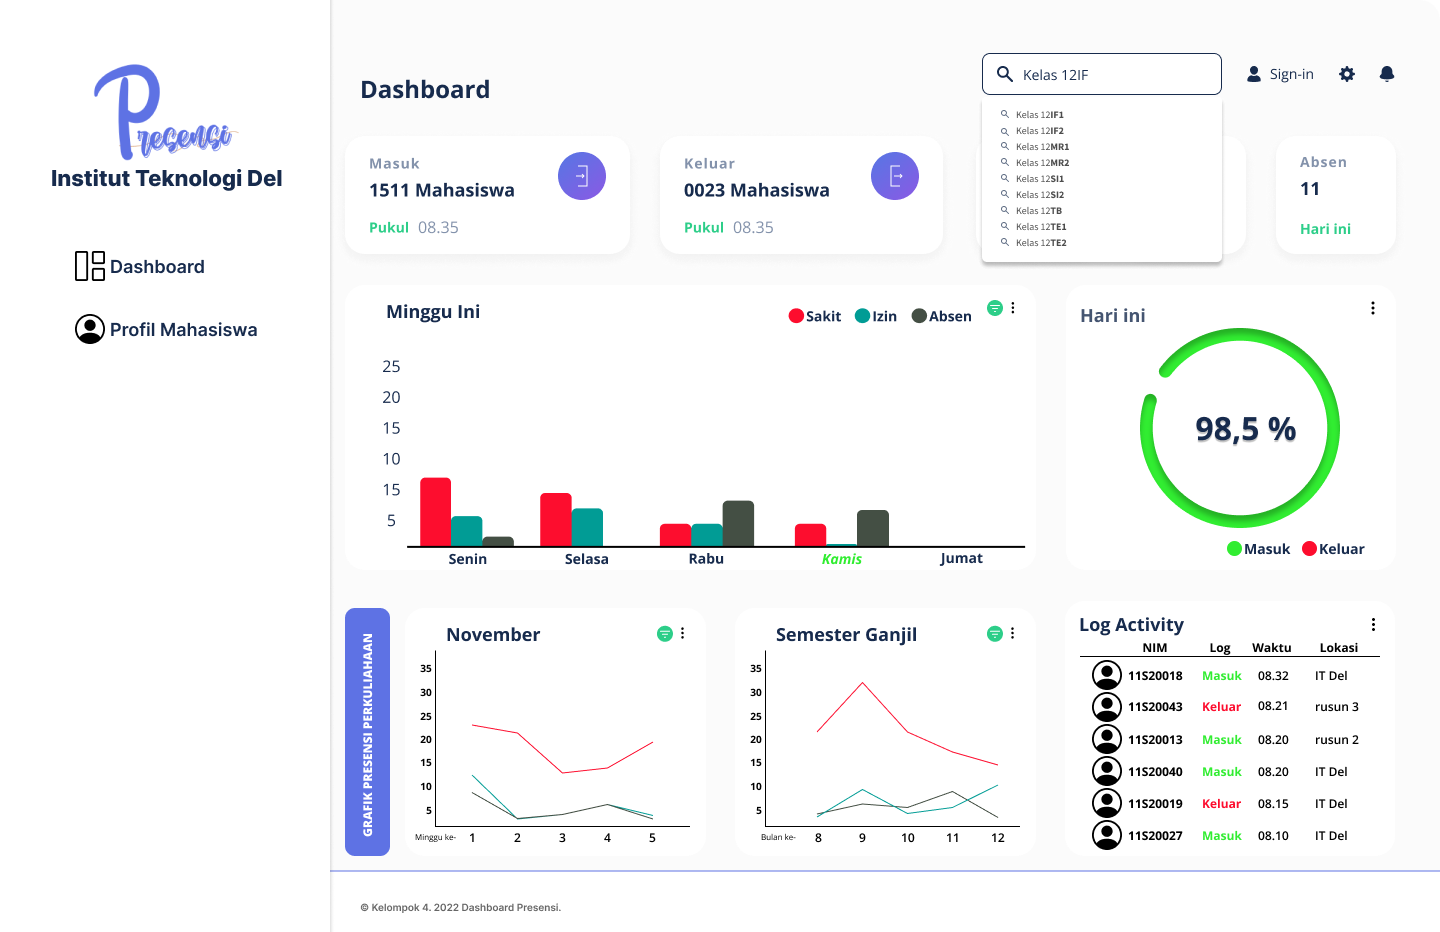 Presensi
Institut Teknologi Del
Dashboard
Profil Mahasiswa
Dashboard
Kelas 12IF
Sign-in
Kelas 12IF1
Kelas 12IF2
Kelas 12MR1
Kelas 12MR2
Kelas 12SI1
Kelas 12SI2
Kelas 12TB
Kelas 12TE1
Kelas 12TE2
Masuk
1511 Mahasiswa
Pukul 08.35
Keluar
0023 Mahasiswa
Pukul 08.35
Absen
11
Hari ini
Minggu Ini
Sakit Izin Absen
25
20
15
10
15
5
Senin Selasa Rabu Kamis Jumat
Hari ini
98,5 %
Masuk Keluar
GRAFIK PRESENSI PERKULIAHAAN
November
35
30
25
20
15
10
5
Minggu ke- 1 2 3 4 5
Semester Ganjil
35
30
25
20
15
10
5
Bulan ke- 8 9 10 11 12
Log Activity
NIM Log Waktu Lokasi
11S20018 Masuk 08.32 IT Del
11S20043 Keluar 08.21 rusun 3
11S20013 Masuk 08.20 rusun 2
11S20040 Masuk 08.20 IT Del
11S20019 Keluar 08.15 IT Del
11S20027 Masuk 08.10 IT Del
© Kelompok 4. 2022 Dashboard Presensi.